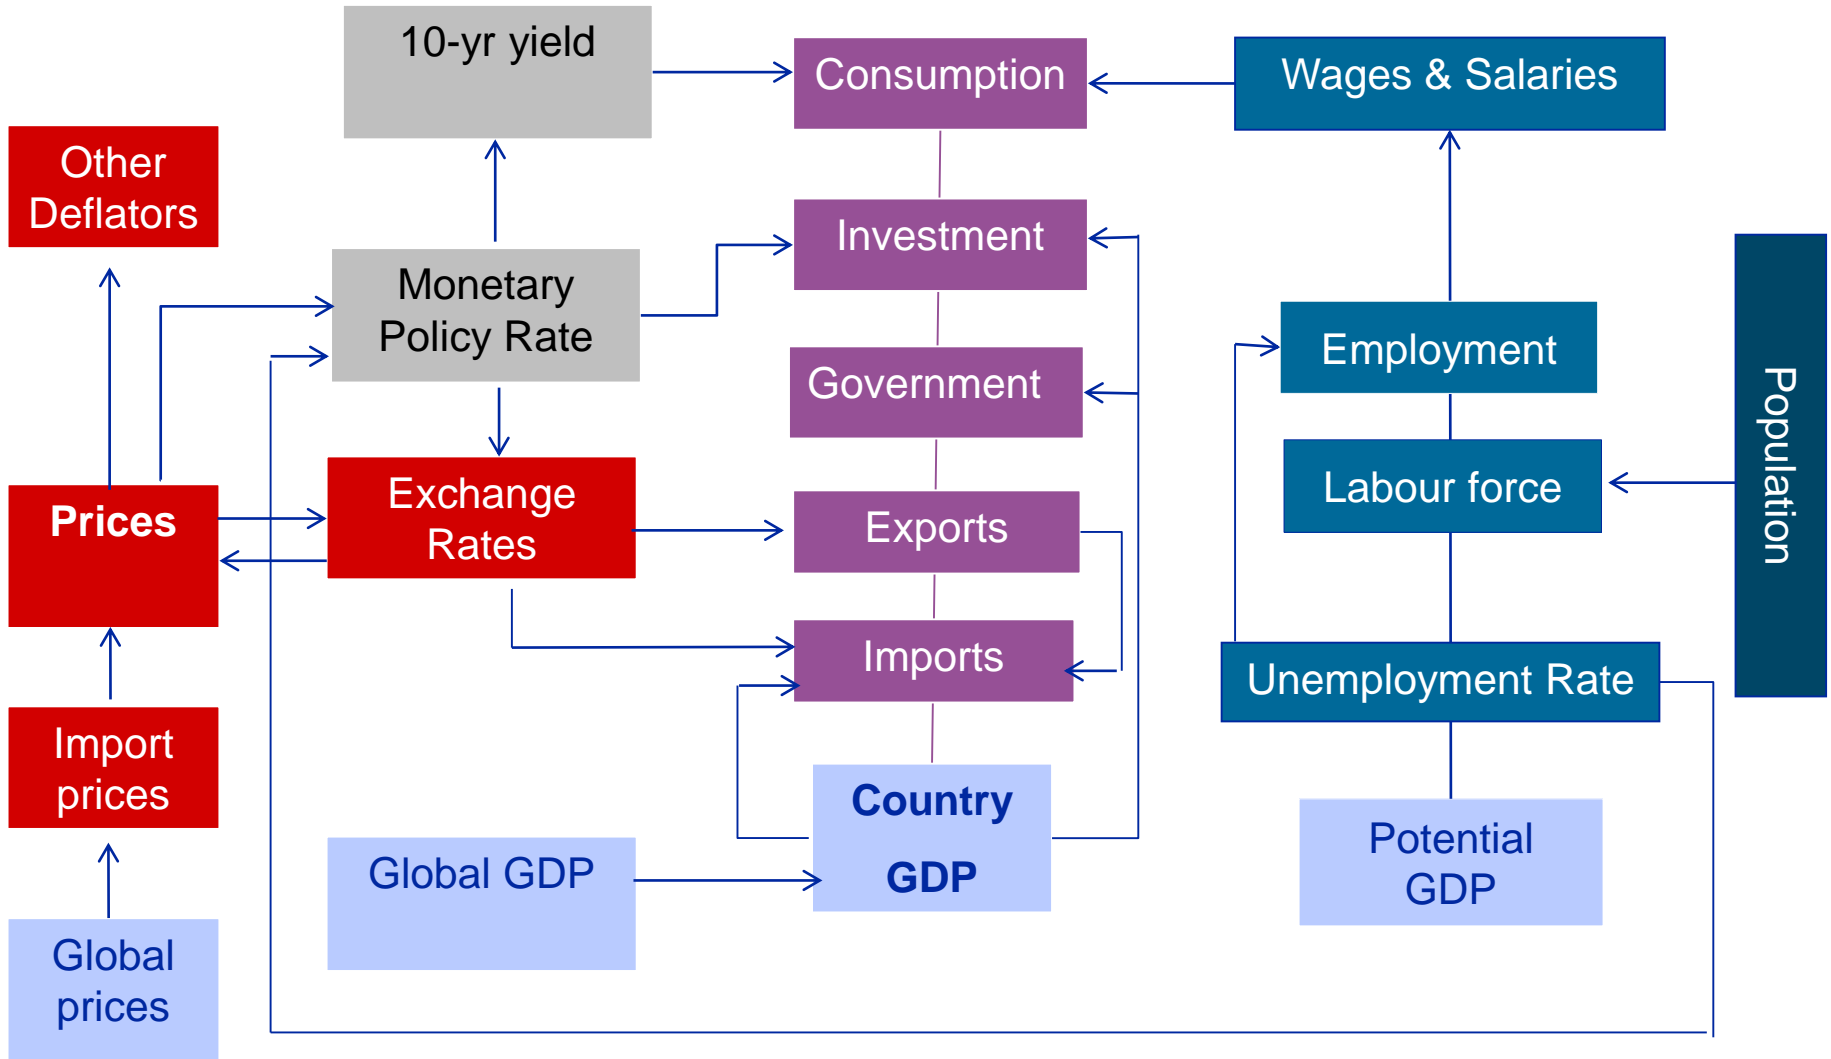 10-yr yield
Consumption
Wages & Salaries
Other
Deflators
Investment
Monetary
Policy Rate
Employment
Government
Population
Labour force
Prices
Exchange
Rates
Exports
Imports
Unemployment Rate
Import
prices
Country
GDP
Global GDP
Potential
GDP
Global
prices